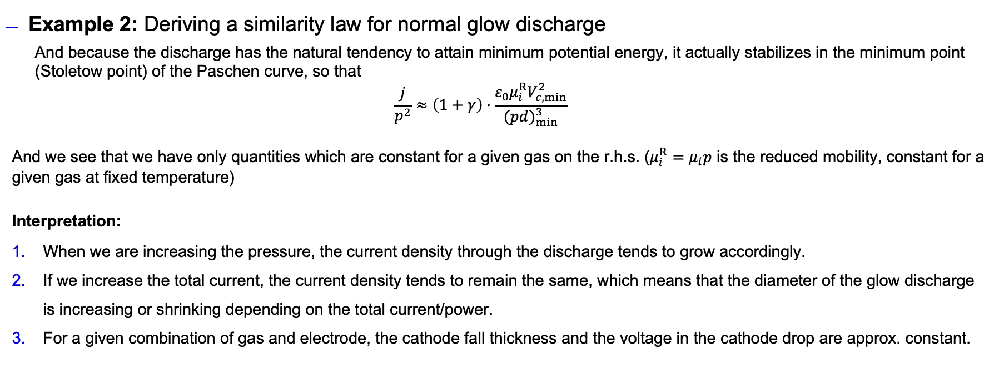 – Example 2: Deriving a similarity law for normal glow discharge
And because the discharge has the natural tendency to attain minimum potential energy, it actually stabilizes in the minimum point
(Stoletow point) of the Paschen curve, so that
$\frac{j}{p^2} \approx (1 + \gamma) \cdot \frac{\varepsilon_0 \mu_i^{\mathrm{R}} V_{c,\min}^2}{(pd)_{\min}^3}$
And we see that we have only quantities which are constant for a given gas on the r.h.s. ($\mu_i^{\mathrm{R}} = \mu_i p$ is the reduced mobility, constant for a
given gas at fixed temperature)
Interpretation:
1. When we are increasing the pressure, the current density through the discharge tends to grow accordingly.
2. If we increase the total current, the current density tends to remain the same, which means that the diameter of the glow discharge
is increasing or shrinking depending on the total current/power.
3. For a given combination of gas and electrode, the cathode fall thickness and the voltage in the cathode drop are approx. constant.